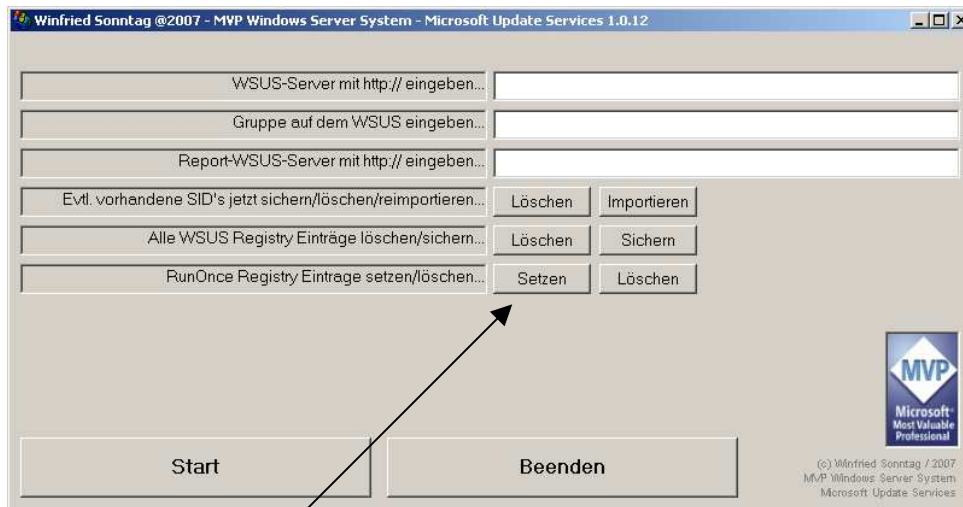 Winfried Sonntag @2007 - MVP Windows Server System - Microsoft Update Services 1.0.12
WSUS-Server mit http:// eingeben...
Gruppe auf dem WSUS eingeben...
Report-WSUS-Server mit http:// eingeben...
Evtl. vorhandene SID's jetzt sichern/löschen/reimportieren... Löschen Importieren
Alle WSUS Registry Einträge löschen/sichern... Löschen Sichern
RunOnce Registry Eintrage setzen/löschen... Setzen Löschen
MVP
Microsoft
Most Valuable
Professional
Start Beenden
(c) Winfried Sonntag / 2007
MVP Windows Server System
Microsoft Update Services